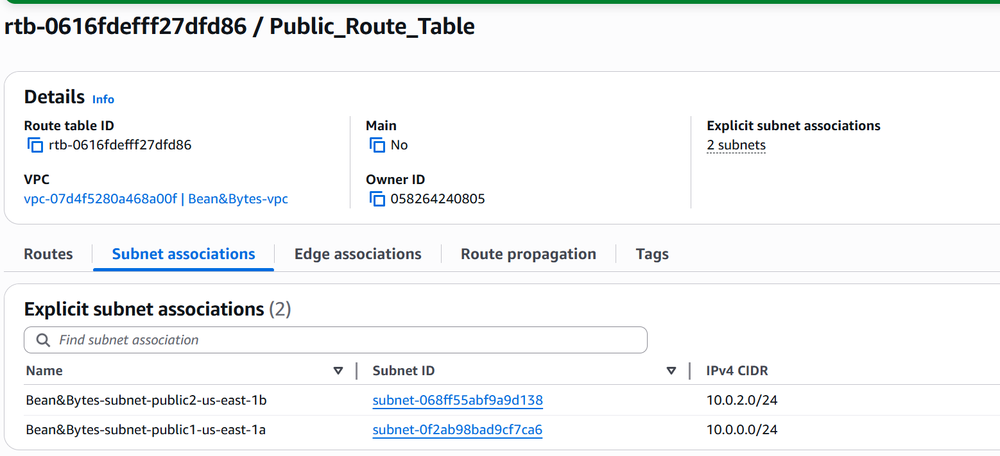 rtb-0616fdefff27dfd86 / Public_Route_Table
Details Info
Route table ID
rtb-0616fdefff27dfd86
Main
No
Explicit subnet associations
2 subnets
VPC
vpc-07d4f5280a468a00f | Bean&Bytes-vpc
Owner ID
058264240805
Routes
Subnet associations
Edge associations
Route propagation
Tags
Explicit subnet associations (2)
Find subnet association
Name Subnet ID IPv4 CIDR
Bean&Bytes-subnet-public2-us-east-1b subnet-068ff55abf9a9d138 10.0.2.0/24
Bean&Bytes-subnet-public1-us-east-1a subnet-0f2ab98bad9cf7ca6 10.0.0.0/24